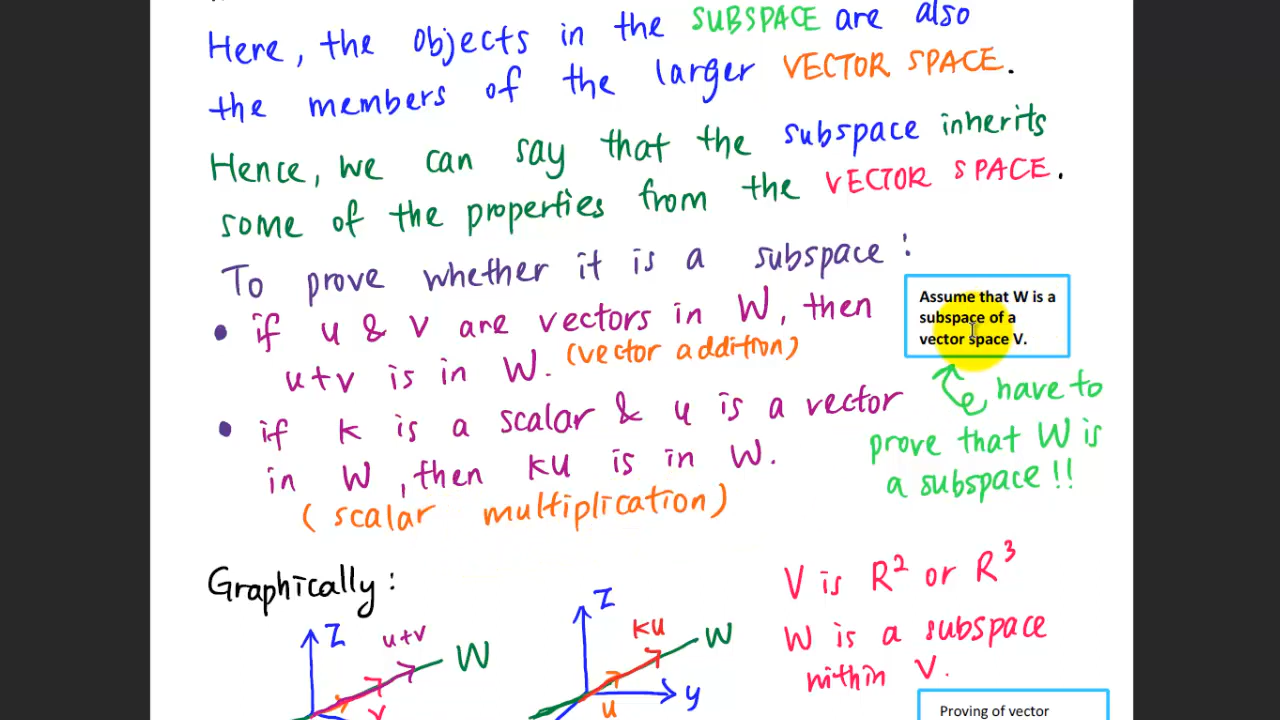 Here, the objects in the SUBSPACE are also
the members of the larger VECTOR SPACE.
Hence, we can say that the subspace inherits
some of the properties from the VECTOR SPACE.
To prove whether it is a subspace :
• if u & v are vectors in W, then
u+v is in W. (vector addition)
• if k is a scalar & u is a vector
in W, then ku is in W.
(scalar multiplication)
Assume that W is a
subspace of a
vector space V.
have to
prove that W is
a subspace !!
Graphically :
Z
u+v
W
v
Z
ku
W
y
u
V is R² or R³
W is a subspace
within V.
Proving of vector